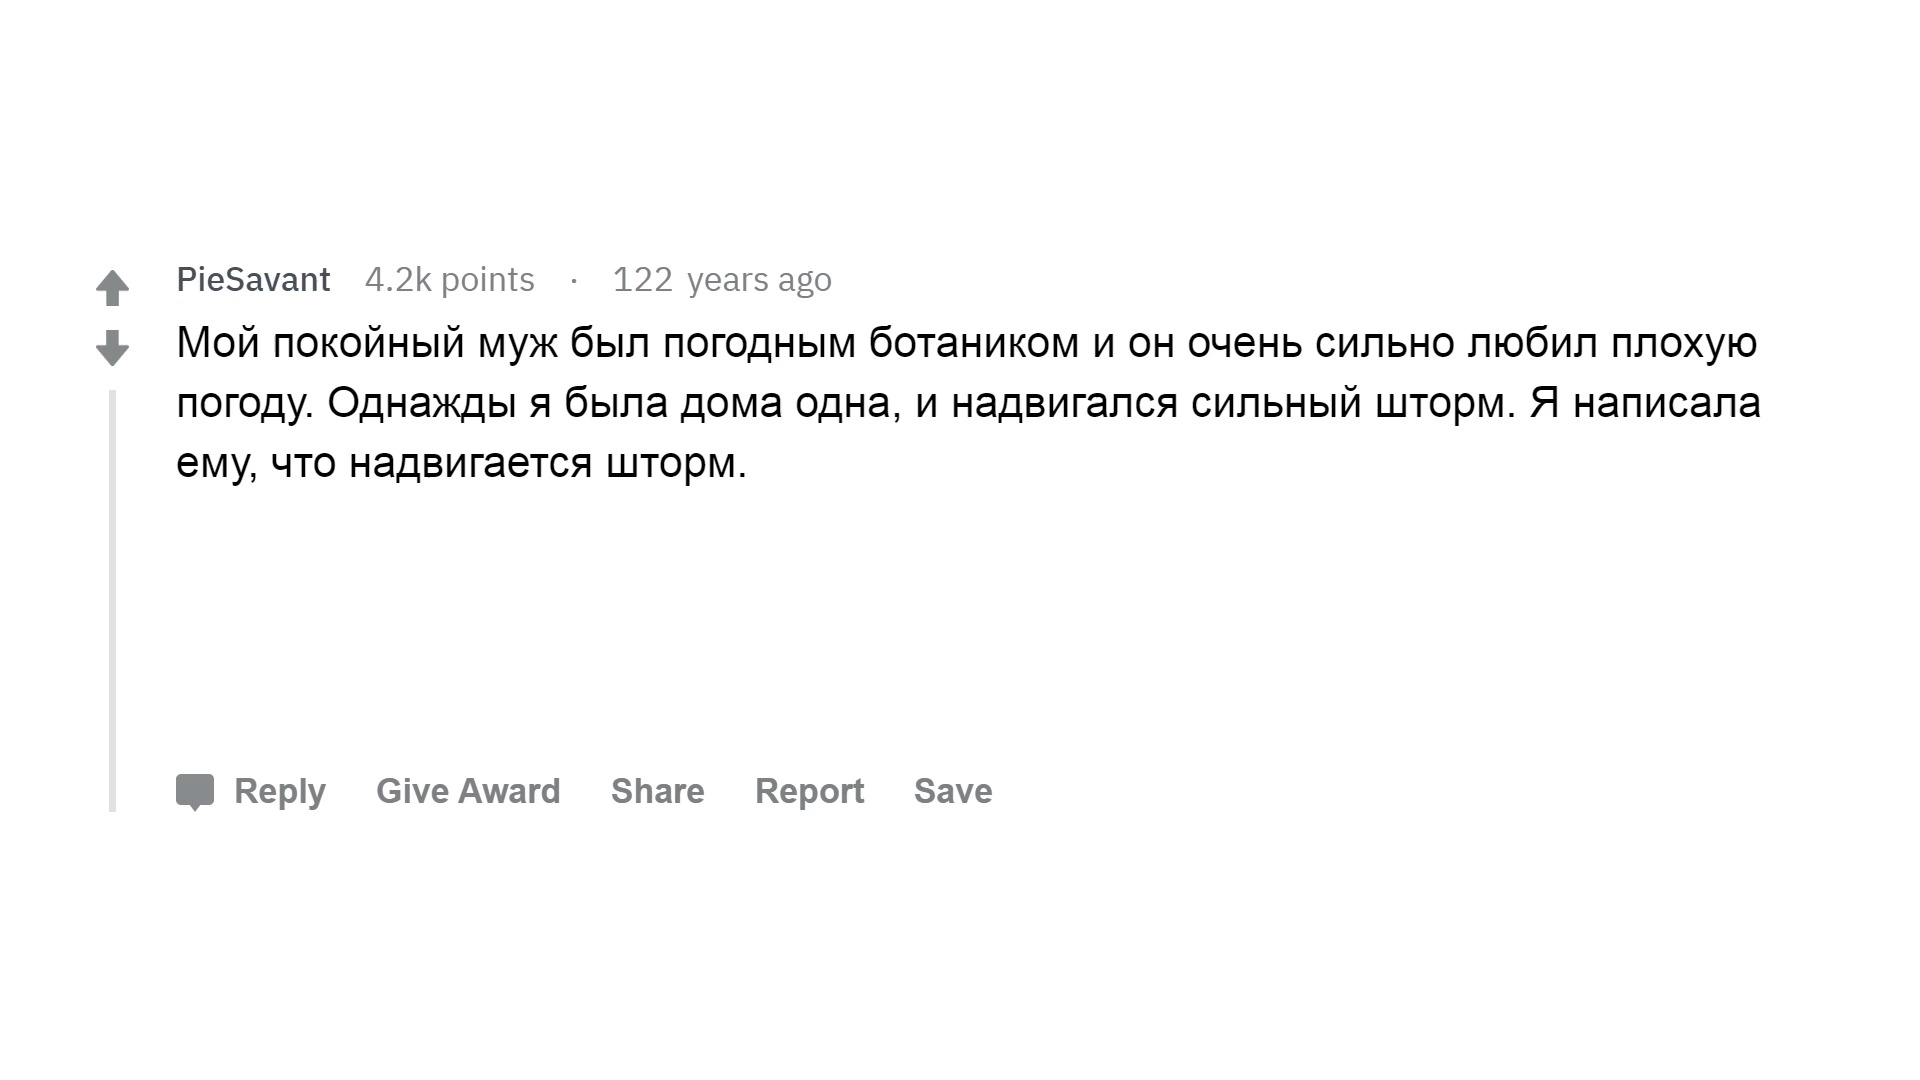 PieSavant 4.2k points · 122 years ago
Мой покойный муж был погодным ботаником и он очень сильно любил плохую
погоду. Однажды я была дома одна, и надвигался сильный шторм. Я написала
ему, что надвигается шторм.
Reply Give Award Share Report Save